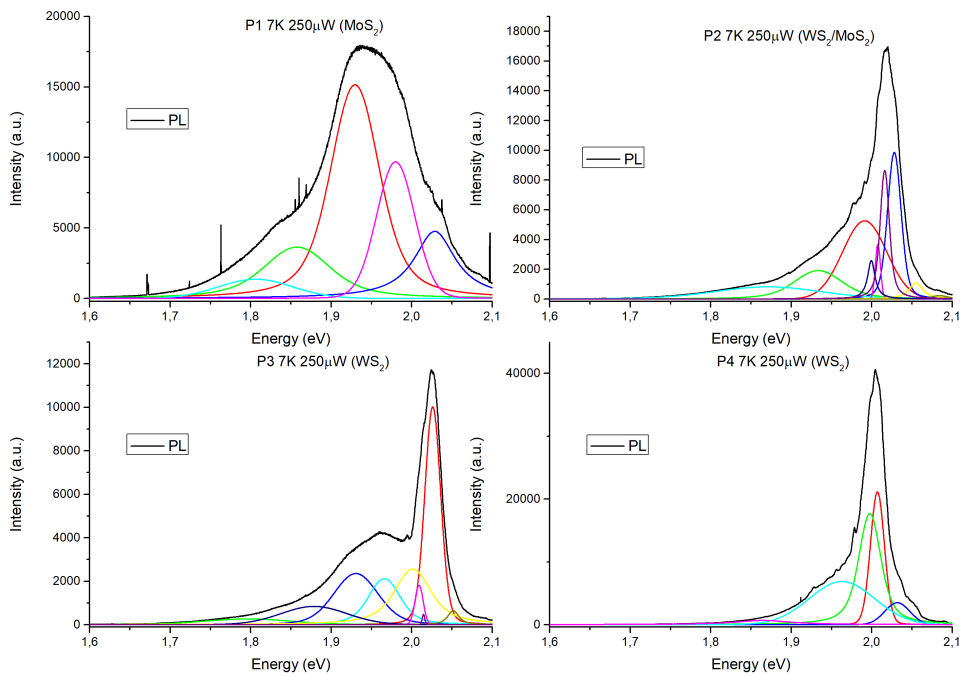 P1 7K 250μW (MoS2)
20000
15000
10000
5000
0
Intensity (a.u.)
PL
1,6 1,7 1,8 1,9 2,0 2,1
Energy (eV)
P2 7K 250μW (WS2/MoS2)
18000
16000
14000
12000
10000
8000
6000
4000
2000
0
Intensity (a.u.)
PL
1,6 1,7 1,8 1,9 2,0 2,1
Energy (eV)
P3 7K 250μW (WS2)
12000
10000
8000
6000
4000
2000
0
Intensity (a.u.)
PL
1,6 1,7 1,8 1,9 2,0 2,1
Energy (eV)
P4 7K 250μW (WS2)
40000
20000
0
Intensity (a.u.)
PL
1,6 1,7 1,8 1,9 2,0 2,1
Energy (eV)